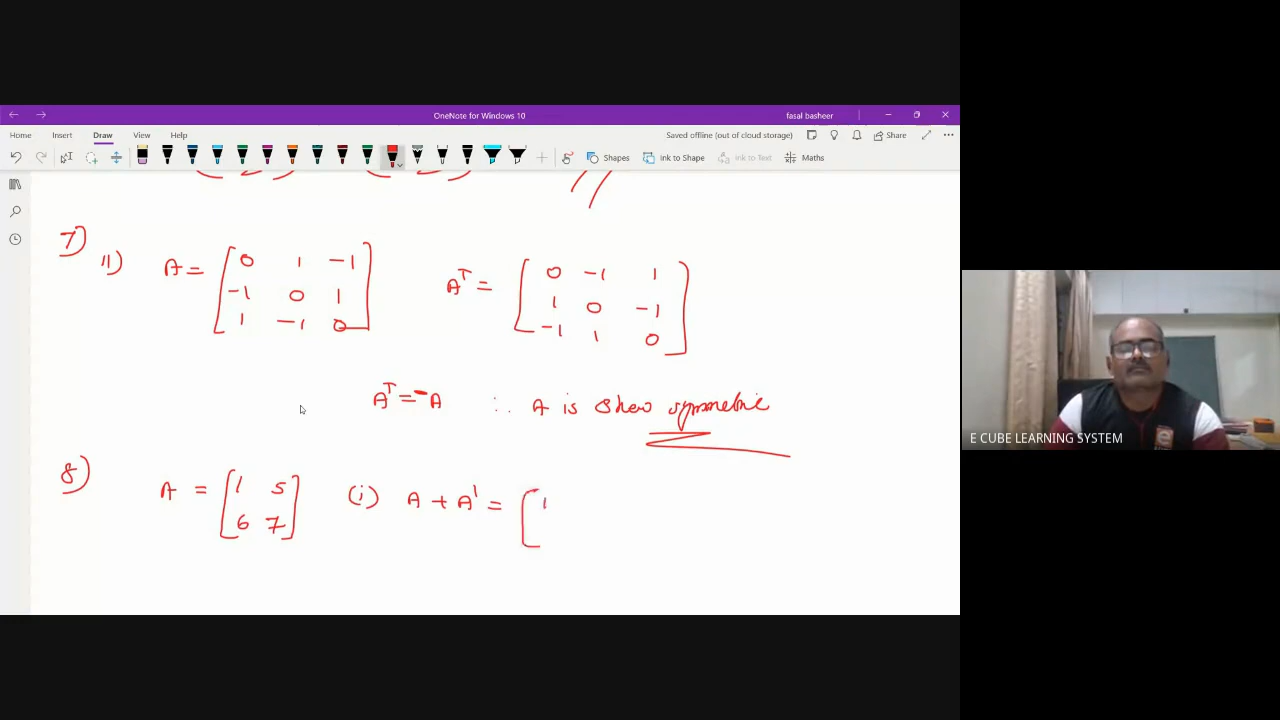 OneNote for Windows 10
fasal basheer
Home Insert Draw View Help
Saved offline (out of cloud storage)
Share
Shapes
Ink to Shape
Ink to Text
Maths
7)
ii) A = [ 0 1 -1
-1 0 1
1 -1 0 ]
Aᵀ = [ 0 -1 1
1 0 -1
-1 1 0 ]
Aᵀ = -A ∴ A is skew symmetric
8) A = [ 1 5
6 7 ]
(i) A + A' = [ 1
E CUBE LEARNING SYSTEM